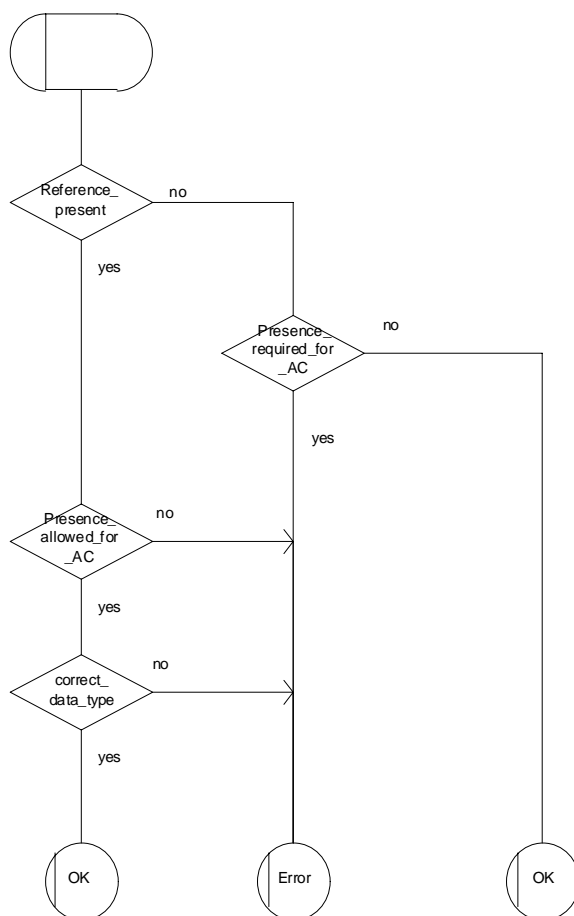 Reference_
present
no
yes
Presence_
required_for
_AC
no
yes
Presence_
allowed_for
_AC
no
yes
correct_
data_type
no
yes
OK
Error
OK